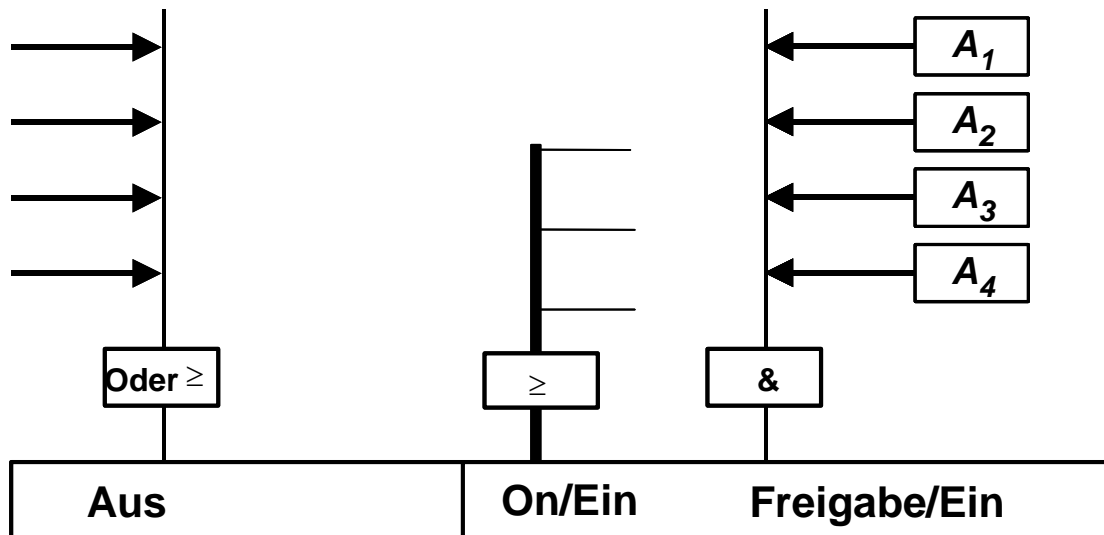 A1
A2
A3
A4
Oder ≥ ≥ &
Aus On/Ein Freigabe/Ein